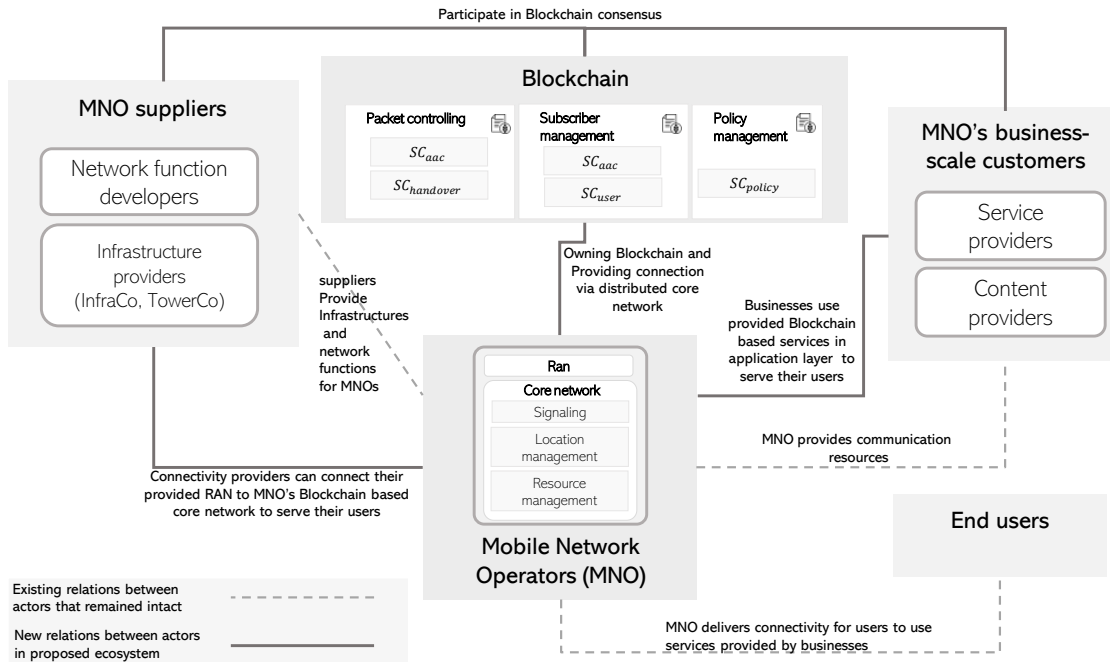 Participate in Blockchain consensus
MNO suppliers
Network function
developers
Infrastructure
providers
(InfraCo, TowerCo)
Blockchain
Packet controlling
SCaac
SChandover
Subscriber
management
SCaac
SCuser
Policy
management
SCpolicy
MNO's business-
scale customers
Service
providers
Content
providers
suppliers
Provide
Infrastructures
and
network
functions
for MNOs
Owning Blockchain and
Providing connection
via distributed core
network
Businesses use
provided Blockchain
based services in
application layer to
serve their users
Ran
Core network
Signaling
Location
management
Resource
management
Mobile Network
Operators (MNO)
MNO provides communication
resources
Connectivity providers can connect their
provided RAN to MNO's Blockchain based
core network to serve their users
End users
Existing relations between
actors that remained intact
New relations between actors
in proposed ecosystem
MNO delivers connectivity for users to use
services provided by businesses